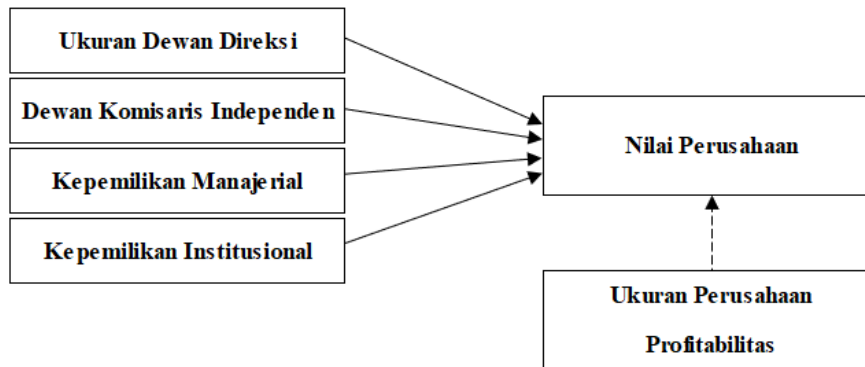 Ukuran Dewan Direksi
Dewan Komisaris Independen
Kepemilikan Manajerial
Kepemilikan Institusional
Nilai Perusahaan
Ukuran Perusahaan
Profitabilitas